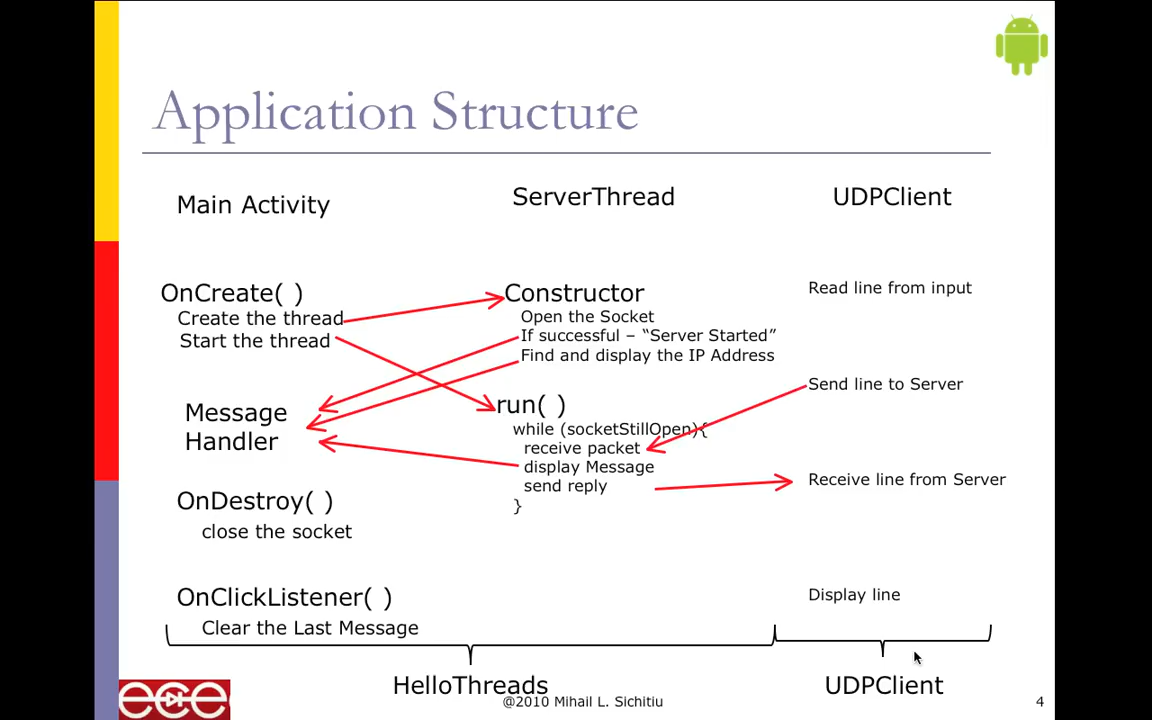 Application Structure
Main Activity
ServerThread
UDPClient
OnCreate( )
Create the thread
Start the thread
Message
Handler
OnDestroy( )
close the socket
OnClickListener( )
Clear the Last Message
Constructor
Open the Socket
If successful – “Server Started”
Find and display the IP Address
run( )
while (socketStillOpen){
receive packet
display Message
send reply
}
Read line from input
Send line to Server
Receive line from Server
Display line
HelloThreads
UDPClient
ece
@2010 Mihail L. Sichitiu
4